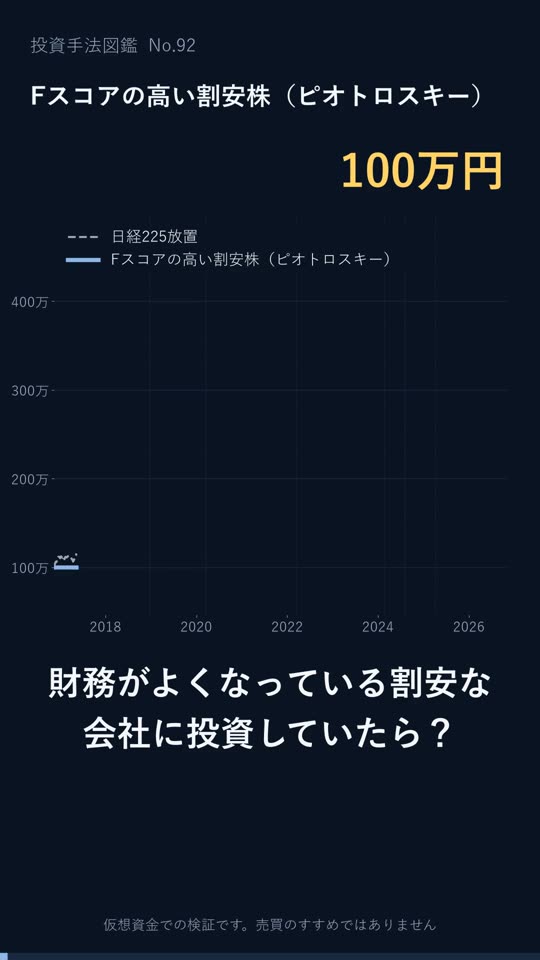 投資手法図鑑 No.92
Fスコアの高い割安株（ピオトロスキー）
100万円
日経225放置
Fスコアの高い割安株（ピオトロスキー）
400万
300万
200万
100万
2018 2020 2022 2024 2026
財務がよくなっている割安な
会社に投資していたら？
仮想資金での検証です。売買のすすめではありません